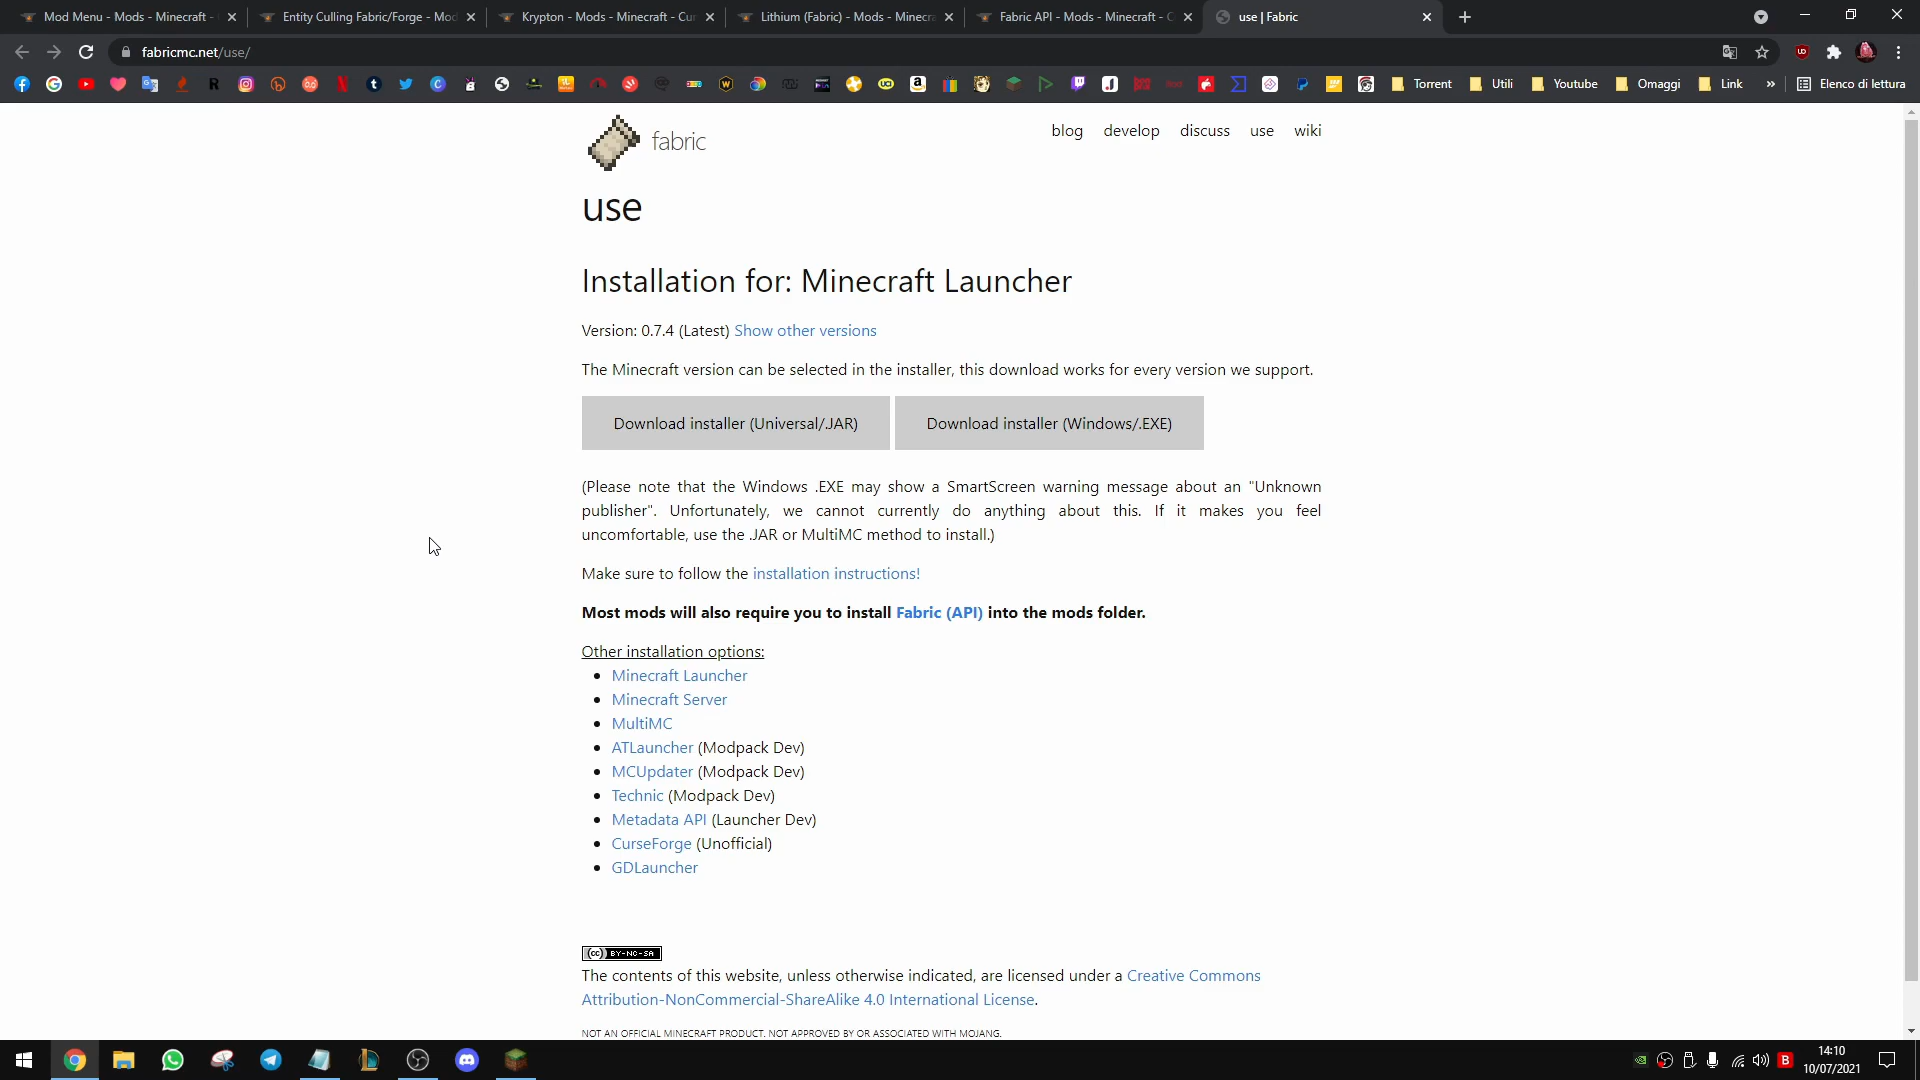 Mod Menu - Mods - Minecraft -
Entity Culling Fabric/Forge - Mod
Krypton - Mods - Minecraft - Cur
Lithium (Fabric) - Mods - Minecra
Fabric API - Mods - Minecraft - C
use | Fabric
fabricmc.net/use/
Torrent
Utili
Youtube
Omaggi
Link
»
Elenco di lettura
fabric
blog
develop
discuss
use
wiki
use
Installation for: Minecraft Launcher
Version: 0.7.4 (Latest) Show other versions
The Minecraft version can be selected in the installer, this download works for every version we support.
Download installer (Universal/.JAR)
Download installer (Windows/.EXE)
(Please note that the Windows .EXE may show a SmartScreen warning message about an "Unknown
publisher". Unfortunately, we cannot currently do anything about this. If it makes you feel
uncomfortable, use the .JAR or MultiMC method to install.)
Make sure to follow the installation instructions!
Most mods will also require you to install Fabric (API) into the mods folder.
Other installation options:
Minecraft Launcher
Minecraft Server
MultiMC
ATLauncher (Modpack Dev)
MCUpdater (Modpack Dev)
Technic (Modpack Dev)
Metadata API (Launcher Dev)
CurseForge (Unofficial)
GDLauncher
(cc) BY-NC-SA
The contents of this website, unless otherwise indicated, are licensed under a Creative Commons
Attribution-NonCommercial-ShareAlike 4.0 International License.
NOT AN OFFICIAL MINECRAFT PRODUCT. NOT APPROVED BY OR ASSOCIATED WITH MOJANG.
14:10
10/07/2021